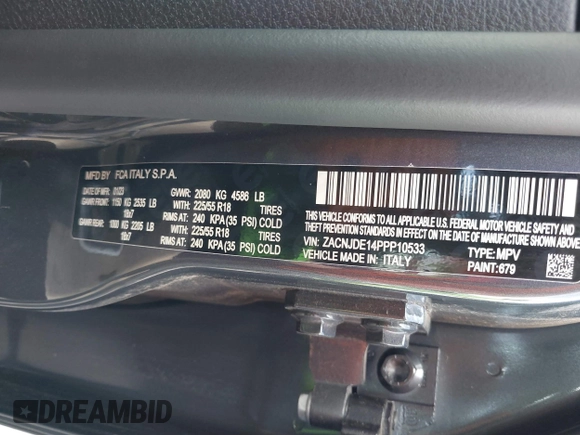 MFD BY FCA ITALY S.P.A.
DATE OF MFR 01/23 GVWR: 2080 KG 4586 LB
GAWR FRONT: 1150 KG 2535 LB WITH: 225/55 R18 TIRES
18x7 RIMS AT: 240 KPA(35 PSI) COLD
GAWR REAR: 1000 KG 2205 LB WITH: 225/55 R18 TIRES
18x7 RIMS AT: 240 KPA(35 PSI) COLD
THIS VEHICLE CONFORMS TO ALL APPLICABLE
FEDERAL MOTOR VEHICLE SAFETY, BUMPER, AND
THEFT PREVENTION STANDARDS IN EFFECT ON THE DATE OF
MANUFACTURE SHOWN ABOVE.
VIN: ZACNJDE14PPP10533 TYPE: MPV
VEHICLE MADE IN: ITALY PAINT:679
DREAMBID